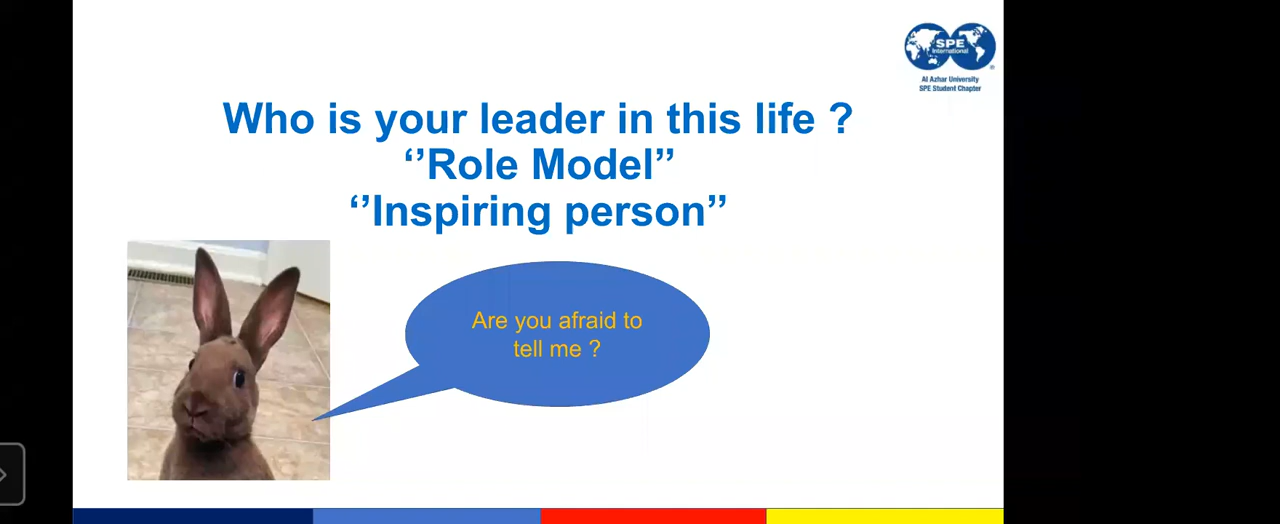 SPE
International
Al Azhar University
SPE Student Chapter
Who is your leader in this life ?
‘’Role Model’’
‘’Inspiring person’’
Are you afraid to
tell me ?